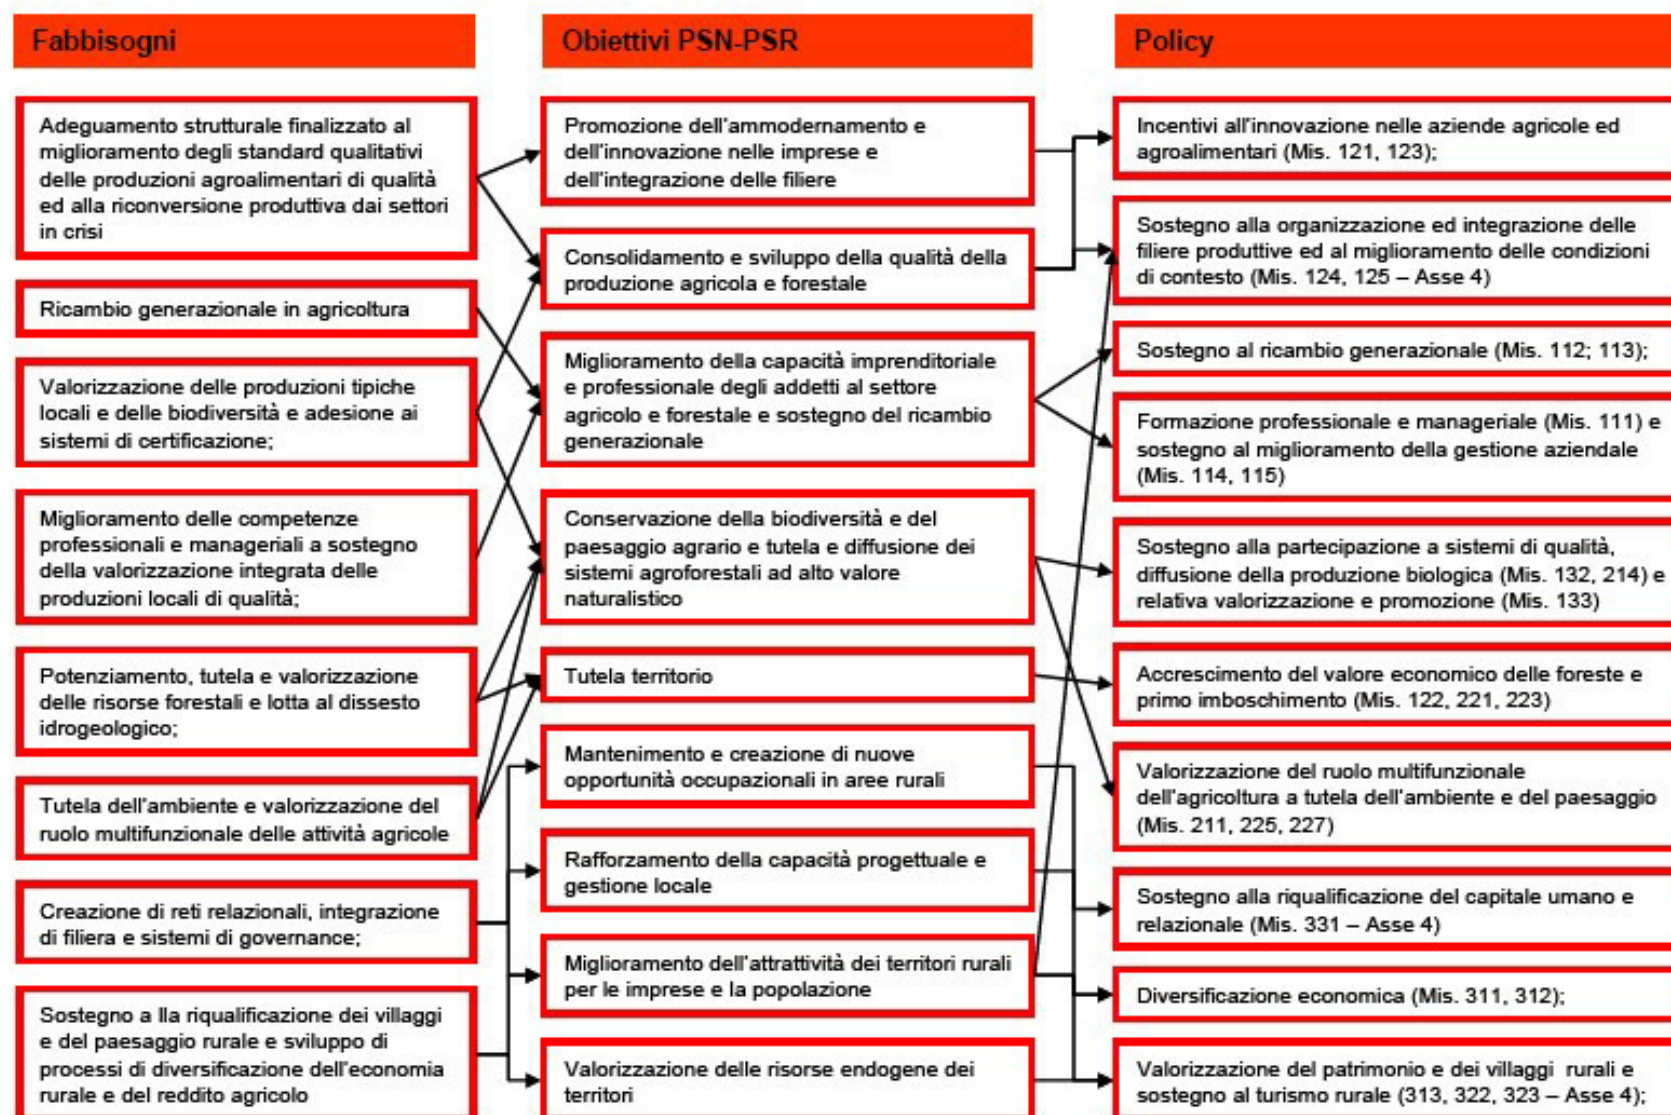 Fabbisogni
Adeguamento strutturale finalizzato al
miglioramento degli standard qualitativi
delle produzioni agroalimentari di qualità
ed alla riconversione produttiva dai settori
in crisi
Ricambio generazionale in agricoltura
Valorizzazione delle produzioni tipiche
locali e delle biodiversità e adesione ai
sistemi di certificazione;
Miglioramento delle competenze
professionali e manageriali a sostegno
della valorizzazione integrata delle
produzioni locali di qualità;
Potenziamento, tutela e valorizzazione
delle risorse forestali e lotta al dissesto
idrogeologico;
Tutela dell'ambiente e valorizzazione del
ruolo multifunzionale delle attività agricole
Creazione di reti relazionali, integrazione
di filiera e sistemi di governance;
Sostegno a lla riqualificazione dei villaggi
e del paesaggio rurale e sviluppo di
processi di diversificazione dell'economia
rurale e del reddito agricolo
Obiettivi PSN-PSR
Promozione dell'ammodernamento e
dell'innovazione nelle imprese e
dell'integrazione delle filiere
Consolidamento e sviluppo della qualità della
produzione agricola e forestale
Miglioramento della capacità imprenditoriale
e professionale degli addetti al settore
agricolo e forestale e sostegno del ricambio
generazionale
Conservazione della biodiversità e del
paesaggio agrario e tutela e diffusione dei
sistemi agroforestali ad alto valore
naturalistico
Tutela territorio
Mantenimento e creazione di nuove
opportunità occupazionali in aree rurali
Rafforzamento della capacità progettuale e
gestione locale
Miglioramento dell'attrattività dei territori rurali
per le imprese e la popolazione
Valorizzazione delle risorse endogene dei
territori
Policy
Incentivi all'innovazione nelle aziende agricole ed
agroalimentari (Mis. 121, 123);
Sostegno alla organizzazione ed integrazione delle
filiere produttive ed al miglioramento delle condizioni
di contesto (Mis. 124, 125 – Asse 4)
Sostegno al ricambio generazionale (Mis. 112; 113);
Formazione professionale e manageriale (Mis. 111) e
sostegno al miglioramento della gestione aziendale
(Mis. 114, 115)
Sostegno alla partecipazione a sistemi di qualità,
diffusione della produzione biologica (Mis. 132, 214) e
relativa valorizzazione e promozione (Mis. 133)
Accrescimento del valore economico delle foreste e
primo imboschimento (Mis. 122, 221, 223)
Valorizzazione del ruolo multifunzionale
dell'agricoltura a tutela dell'ambiente e del paesaggio
(Mis. 211, 225, 227)
Sostegno alla riqualificazione del capitale umano e
relazionale (Mis. 331 – Asse 4)
Diversificazione economica (Mis. 311, 312);
Valorizzazione del patrimonio e dei villaggi rurali e
sostegno al turismo rurale (313, 322, 323 – Asse 4);